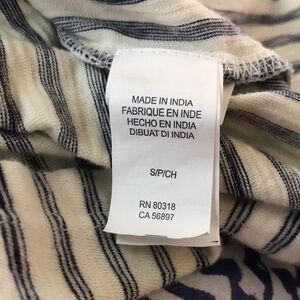 MADE IN INDIA
FABRIQUE EN INDE
HECHO EN INDIA
DIBUAT DI INDIA
S/P/CH
RN 80318
CA 56897